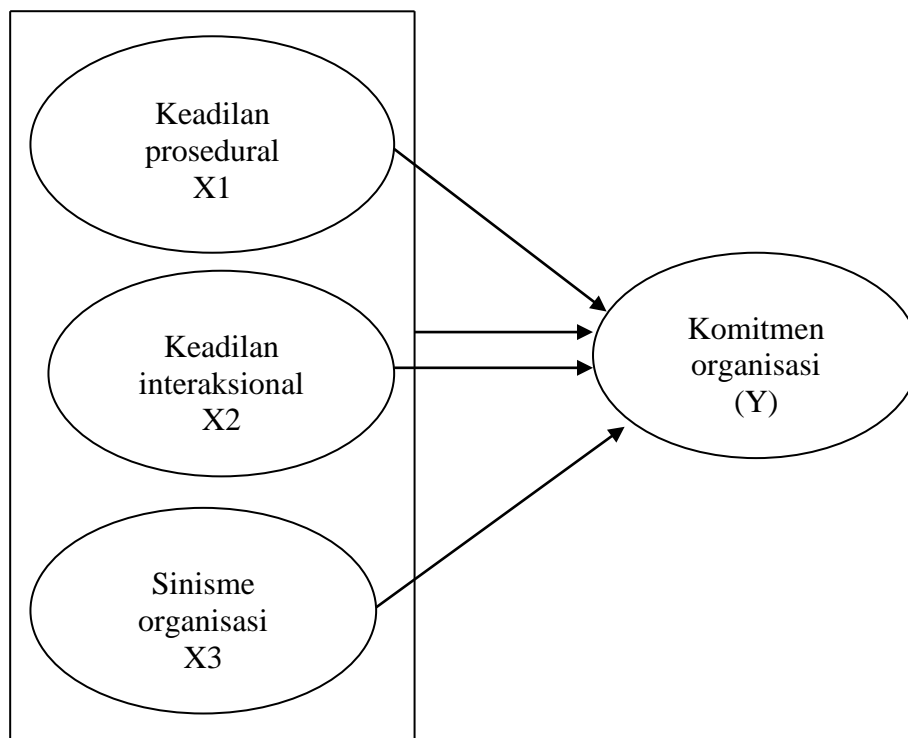 Keadilan
prosedural
X1
Keadilan
interaksional
X2
Sinisme
organisasi
X3
Komitmen
organisasi
(Y)